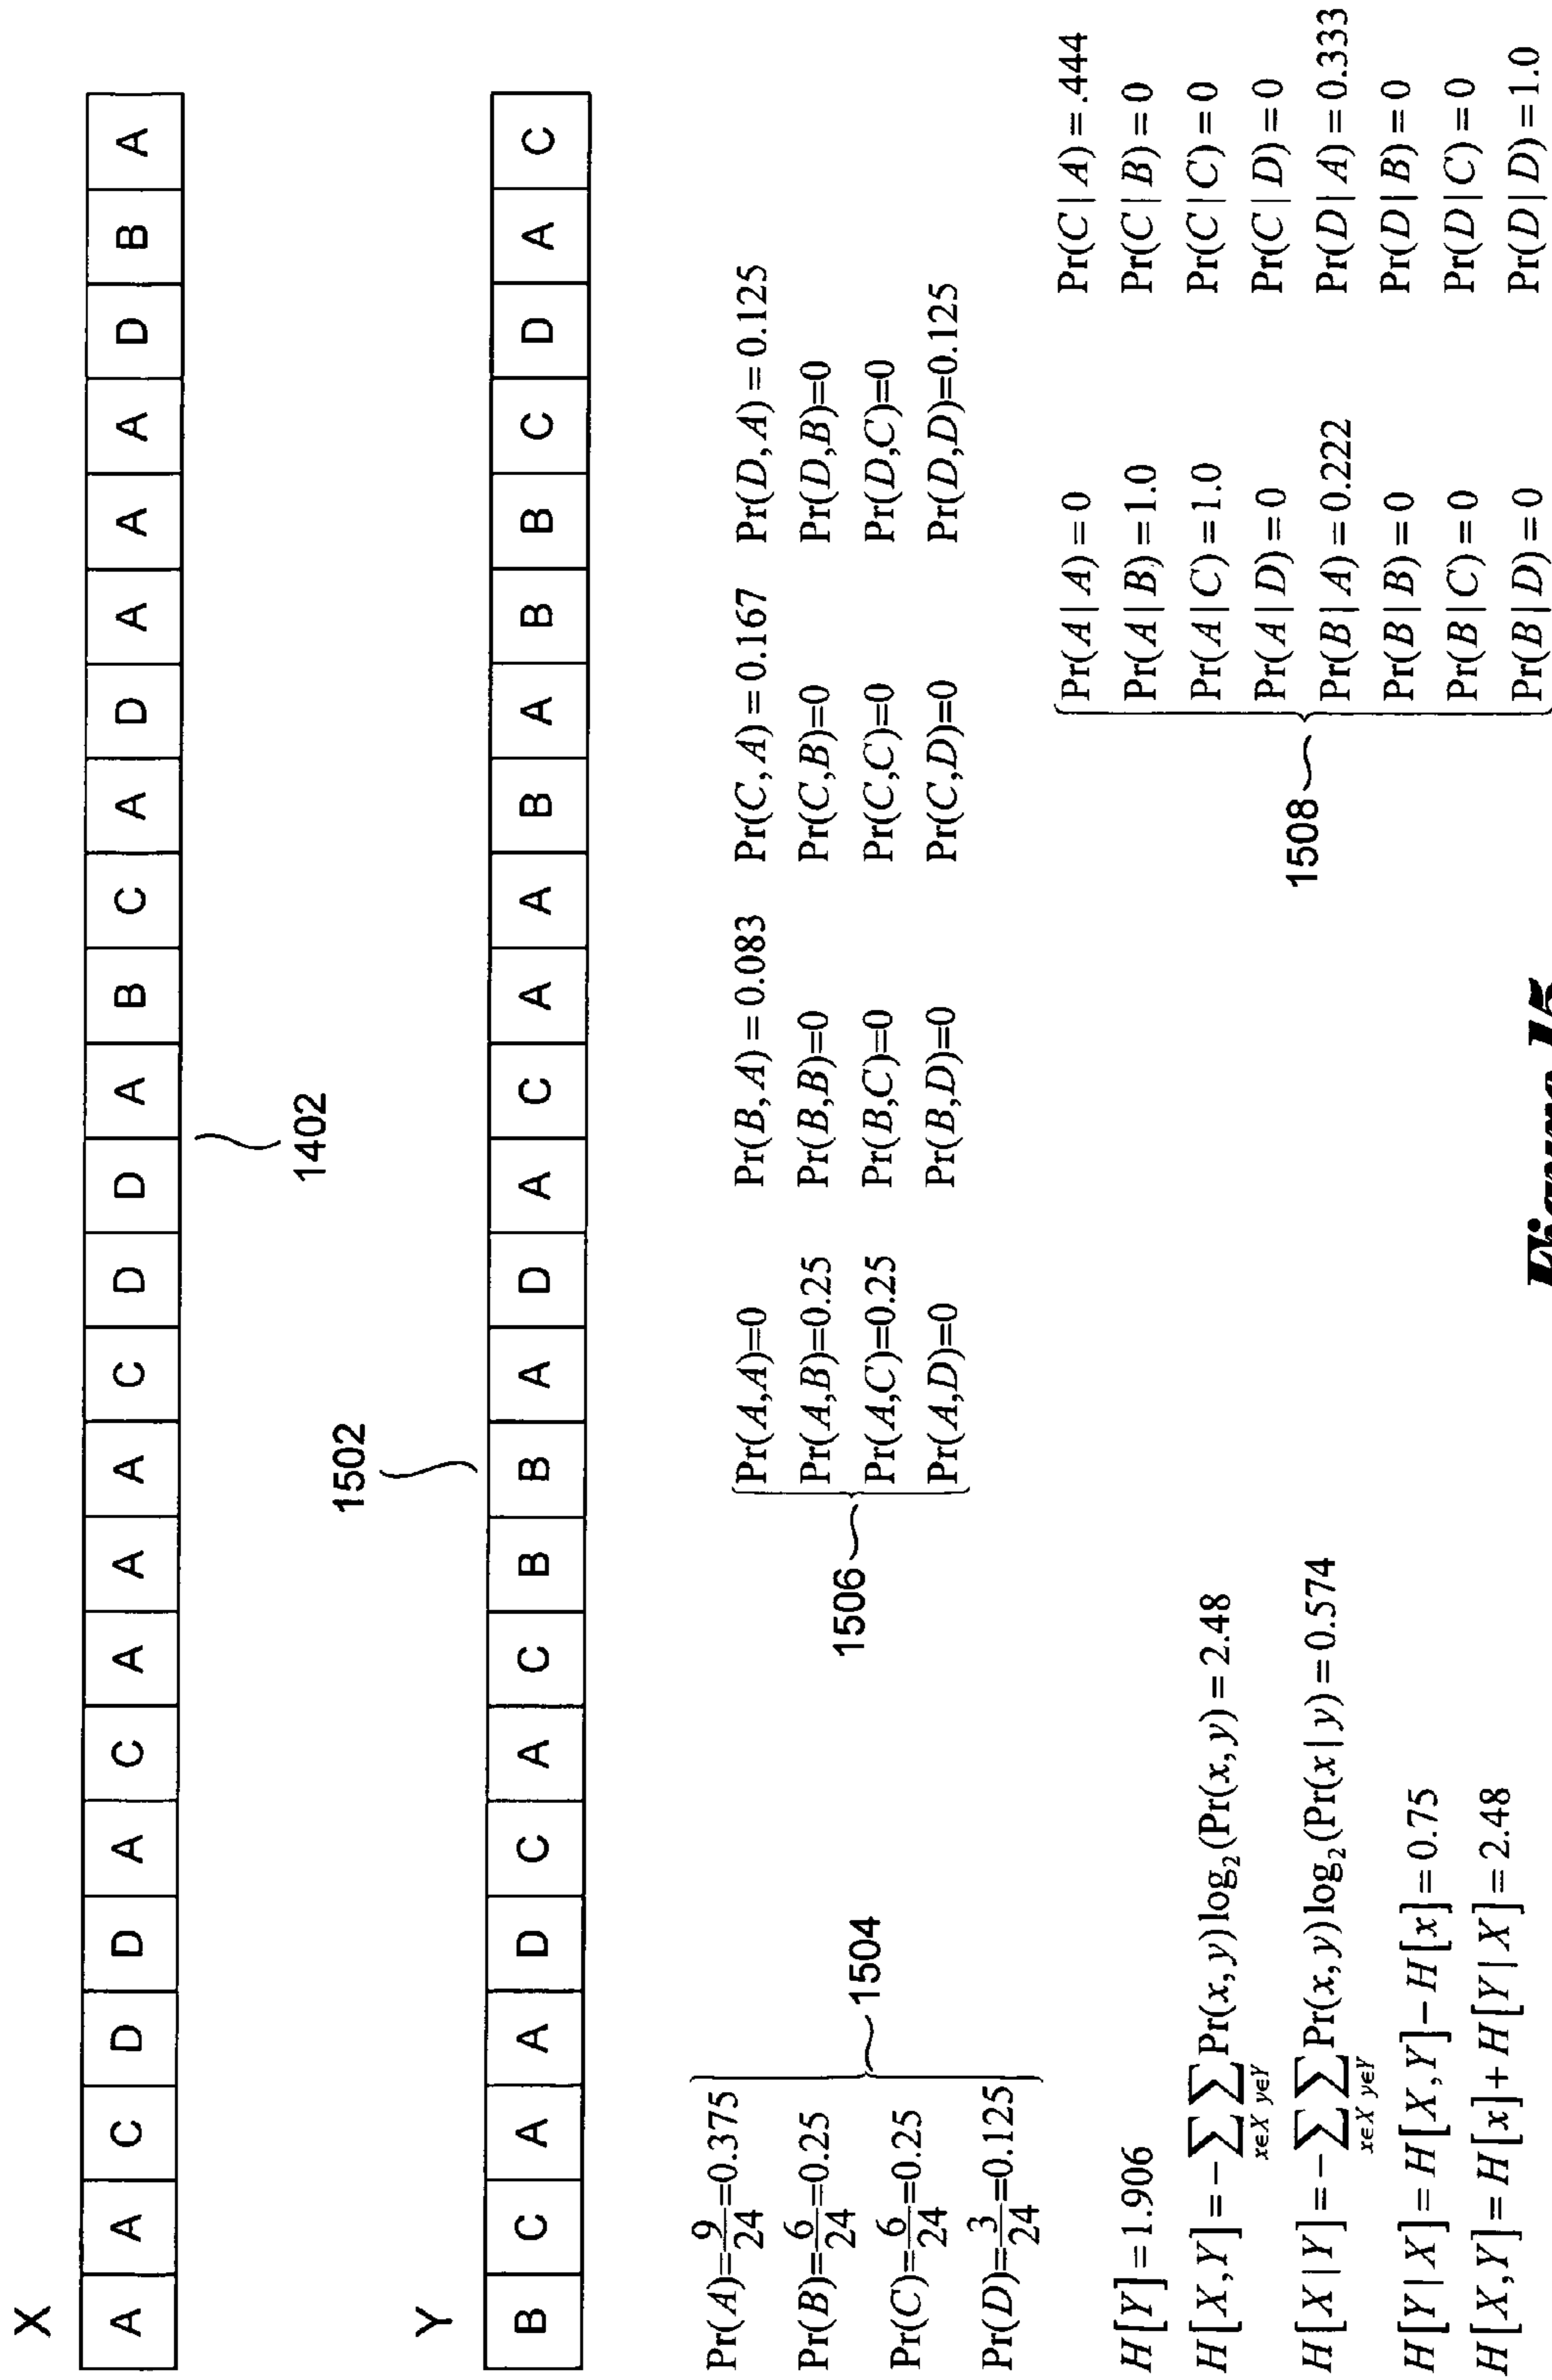 X
A A C D D A C A A A C D D A B C A D A A A D B A
1402
1502
Y
B C A A D C A C B B A D A C A A B A B B C D A C
Pr(A)=9/24=0.375
Pr(B)=6/24=0.25
Pr(C)=6/24=0.25
Pr(D)=3/24=0.125
1504
1506
Pr(A,A)=0 Pr(B,A)=0.083 Pr(C,A)=0.167 Pr(D,A)=0.125
Pr(A,B)=0.25 Pr(B,B)=0 Pr(C,B)=0 Pr(D,B)=0
Pr(A,C)=0.25 Pr(B,C)=0 Pr(C,C)=0 Pr(D,C)=0
Pr(A,D)=0 Pr(B,D)=0 Pr(C,D)=0 Pr(D,D)=0.125
H[Y]=1.906
H[X,Y]=-∑x∈X ∑y∈Y Pr(x,y)log2(Pr(x,y)=2.48
H[X|Y]=-∑x∈X ∑y∈Y Pr(x,y)log2(Pr(x|y)=0.574
H[Y|X]=H[X,Y]-H[x]=0.75
H[X,Y]=H[x]+H[Y|X]=2.48
1508
Pr(A|A)=0 Pr(C|A)=.444
Pr(A|B)=1.0 Pr(C|B)=0
Pr(A|C)=1.0 Pr(C|C)=0
Pr(A|D)=0 Pr(C|D)=0
Pr(B|A)=0.222 Pr(D|A)=0.333
Pr(B|B)=0 Pr(D|B)=0
Pr(B|C)=0 Pr(D|C)=0
Pr(B|D)=0 Pr(D|D)=1.0
Figure 15